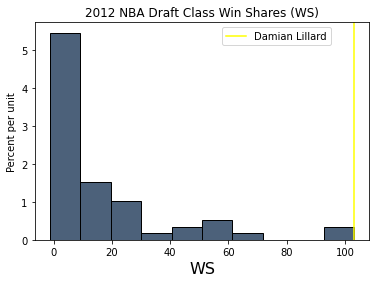 2012 NBA Draft Class Win Shares (WS)
Damian Lillard
Percent per unit
5
4
3
2
1
0
0 20 40 60 80 100
WS